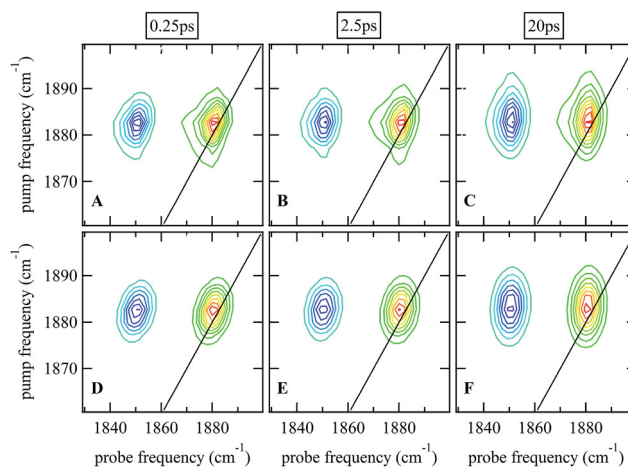 0.25ps 2.5ps 20ps
pump frequency (cm-1)
1890
1880
1870
A B C
pump frequency (cm-1)
1890
1880
1870
D E F
1840 1860 1880 1840 1860 1880 1840 1860 1880
probe frequency (cm-1) probe frequency (cm-1) probe frequency (cm-1)